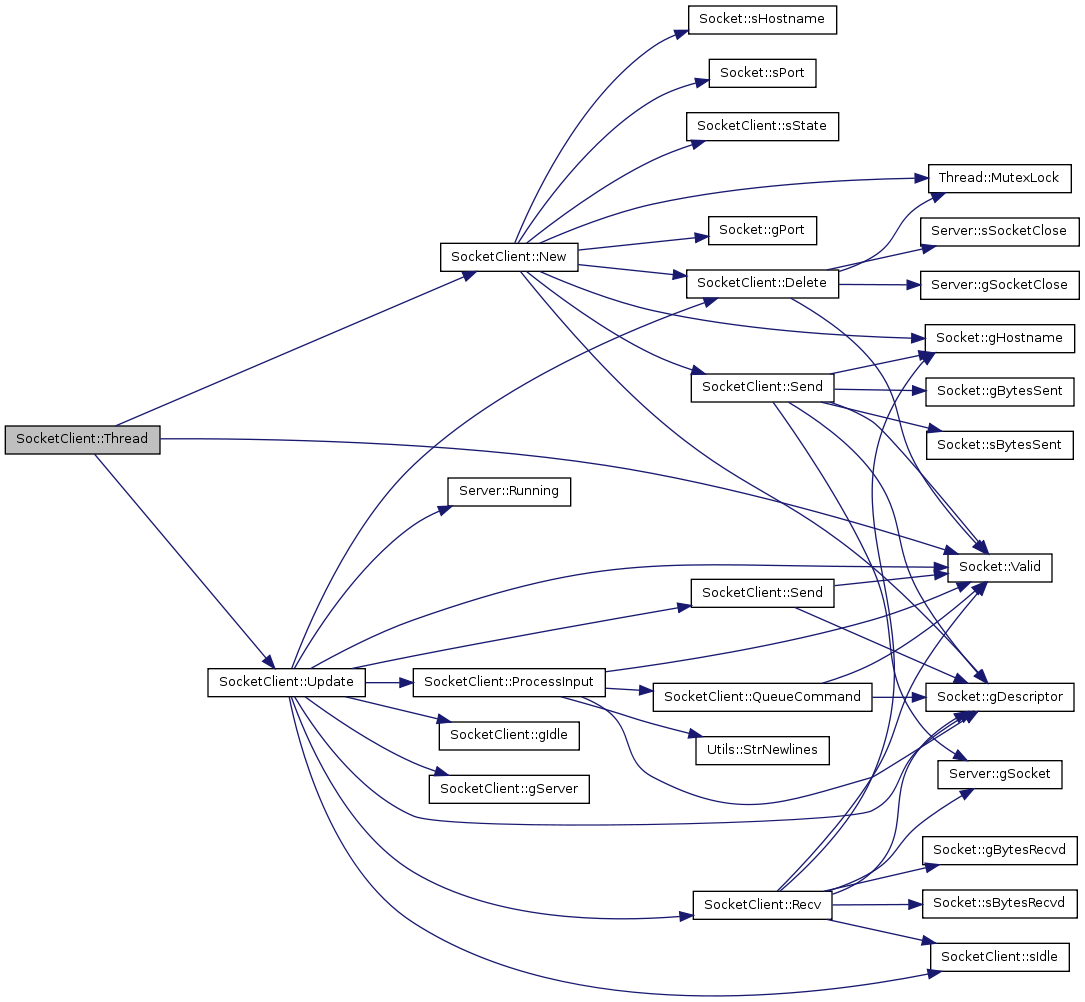 Socket::sHostname
Socket::sPort
SocketClient::sState
Thread::MutexLock
Socket::gPort
Server::sSocketClose
SocketClient::New
SocketClient::Delete
Server::gSocketClose
Socket::gHostname
SocketClient::Send
Socket::gBytesSent
SocketClient::Thread
Socket::sBytesSent
Server::Running
Socket::Valid
SocketClient::Send
SocketClient::Update
SocketClient::ProcessInput
SocketClient::QueueCommand
Socket::gDescriptor
SocketClient::gIdle
Utils::StrNewlines
Server::gSocket
SocketClient::gServer
Socket::gBytesRecvd
SocketClient::Recv
Socket::sBytesRecvd
SocketClient::sIdle